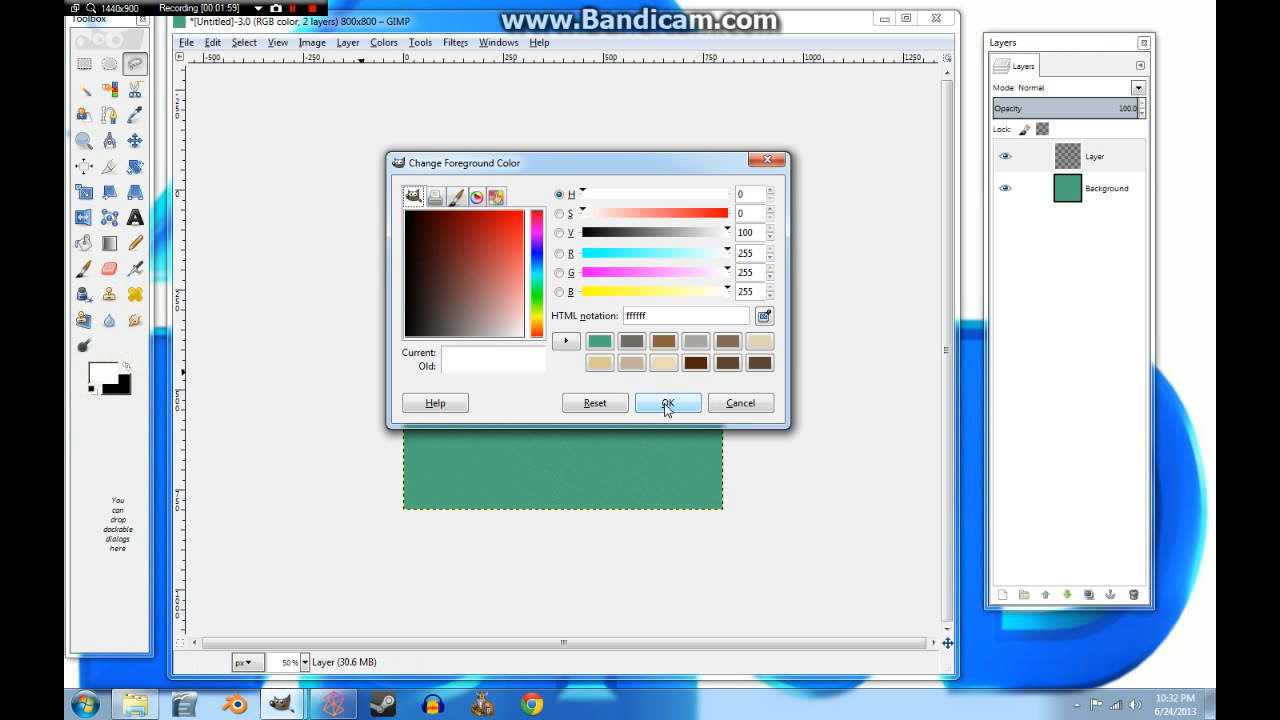 1440x900 Recording [00:01:59]
www.Bandicam.com
Toolbox
*[Untitled]-3.0 (RGB color, 2 layers) 800x800 – GIMP
File Edit Select View Image Layer Colors Tools Filters Windows Help
-500 -250 0 250 500 750 1000 1250
Layers
Layers
Mode: Normal
Opacity 100.0
Lock:
Layer
Background
Change Foreground Color
H 0
S 0
V 100
R 255
G 255
B 255
HTML notation: ffffff
Current:
Old:
Help Reset OK Cancel
You
can
drop
dockable
dialogs
here
px 50% Layer (30.6 MB)
10:32 PM
6/24/2013